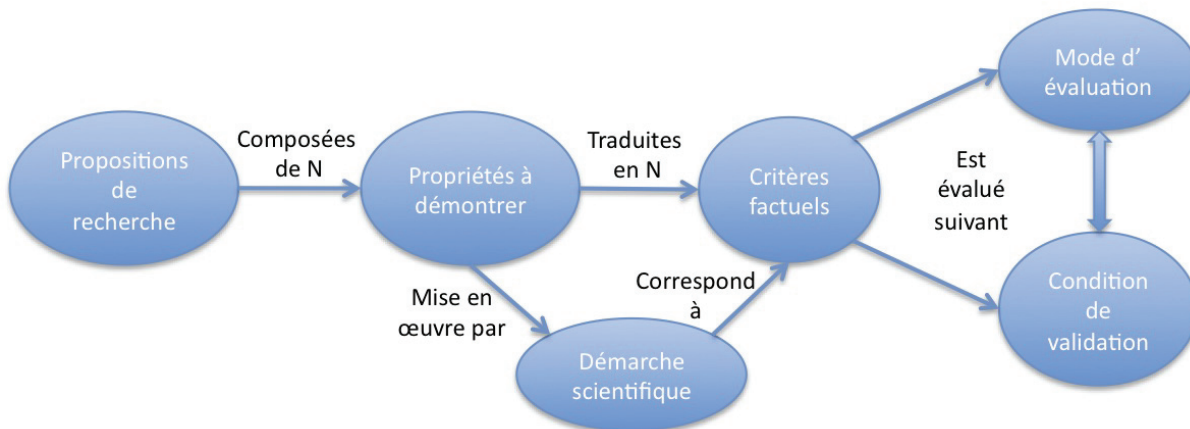 Propositions
de
recherche
Composées
de N
Propriétés à
démontrer
Traduites
en N
Critères
factuels
Mode d’
évaluation
Est
évalué
suivant
Condition
de
validation
Mise en
œuvre par
Démarche
scientifique
Correspond
à